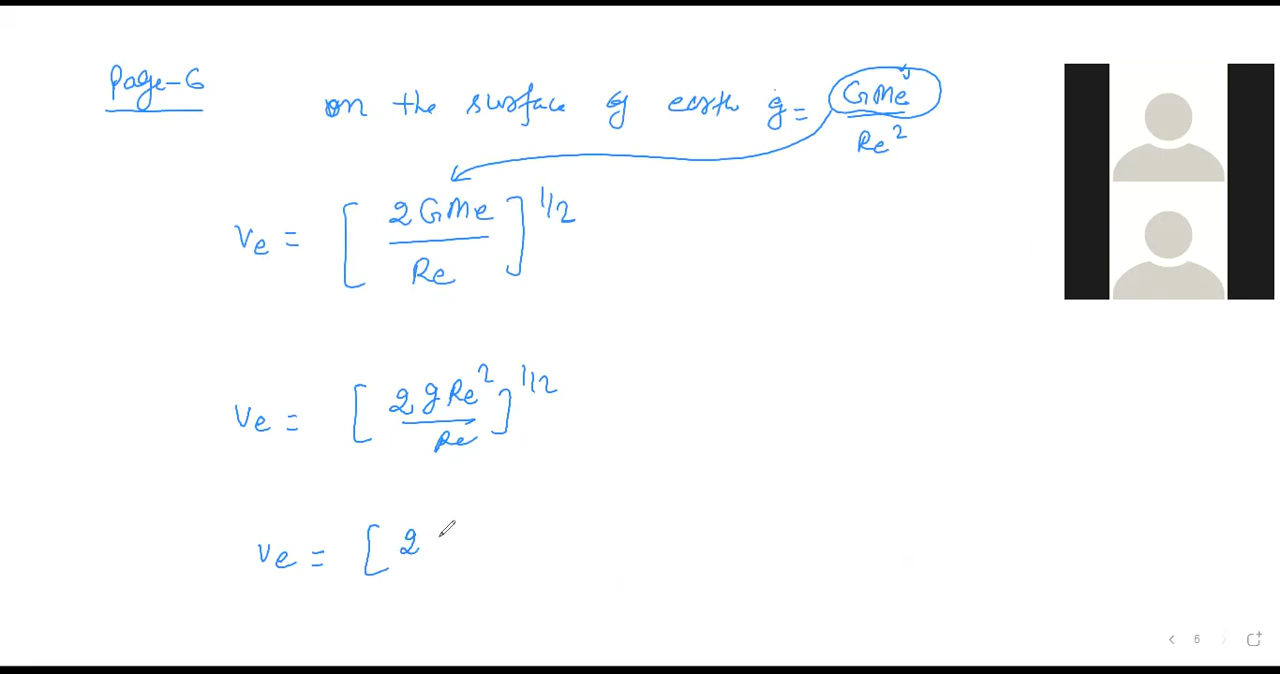 Page-6
on the surface of earth g = GMe / Re²
ve = [ 2GMe / Re ]^1/2
ve = [ 2gRe² / Re ]^1/2
ve = [ 2
6